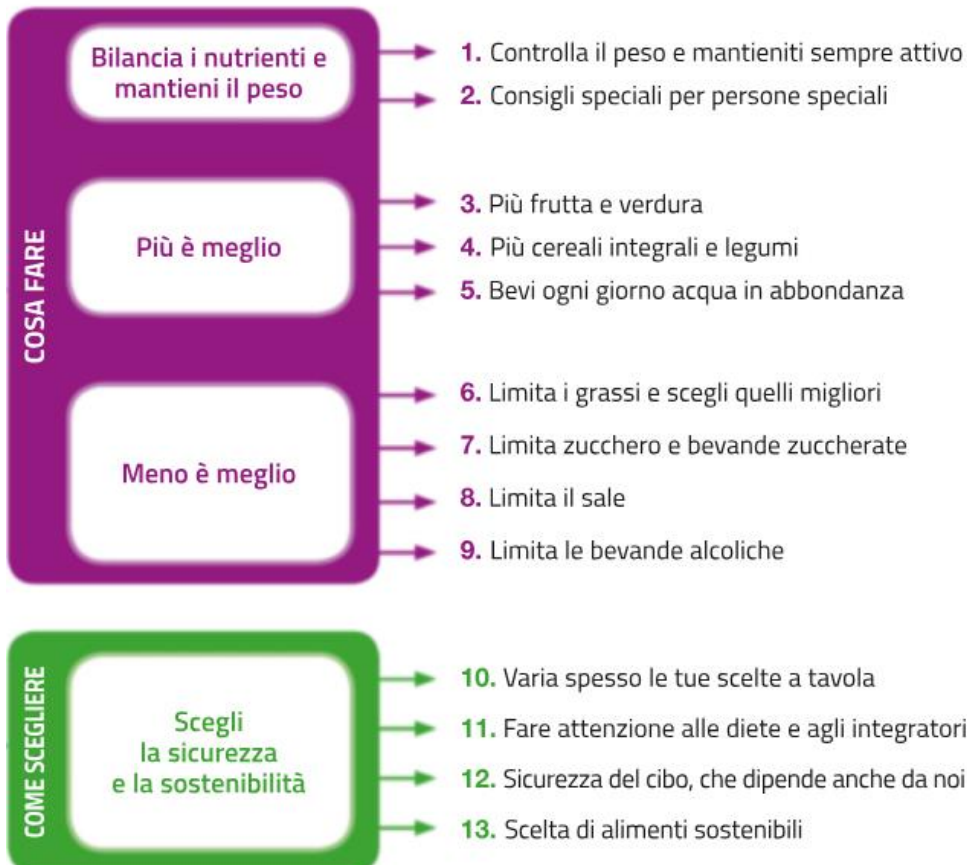 COSA FARE
Bilancia i nutrienti e
mantieni il peso
1. Controlla il peso e mantieniti sempre attivo
2. Consigli speciali per persone speciali
Più è meglio
3. Più frutta e verdura
4. Più cereali integrali e legumi
5. Bevi ogni giorno acqua in abbondanza
Meno è meglio
6. Limita i grassi e scegli quelli migliori
7. Limita zucchero e bevande zuccherate
8. Limita il sale
9. Limita le bevande alcoliche
COME SCEGLIERE
Scegli
la sicurezza
e la sostenibilità
10. Varia spesso le tue scelte a tavola
11. Fare attenzione alle diete e agli integratori
12. Sicurezza del cibo, che dipende anche da noi
13. Scelta di alimenti sostenibili